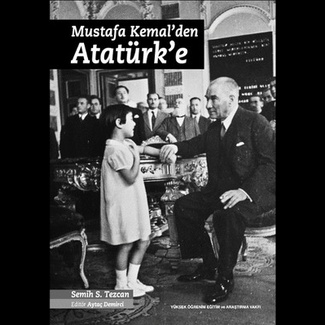 Mustafa Kemal'den
Atatürk'e
Semih S. Tezcan
Editör Aytaç Demirci
YÜKSEK ÖĞRENİM EĞİTİM ve ARAŞTIRMA VAKFI